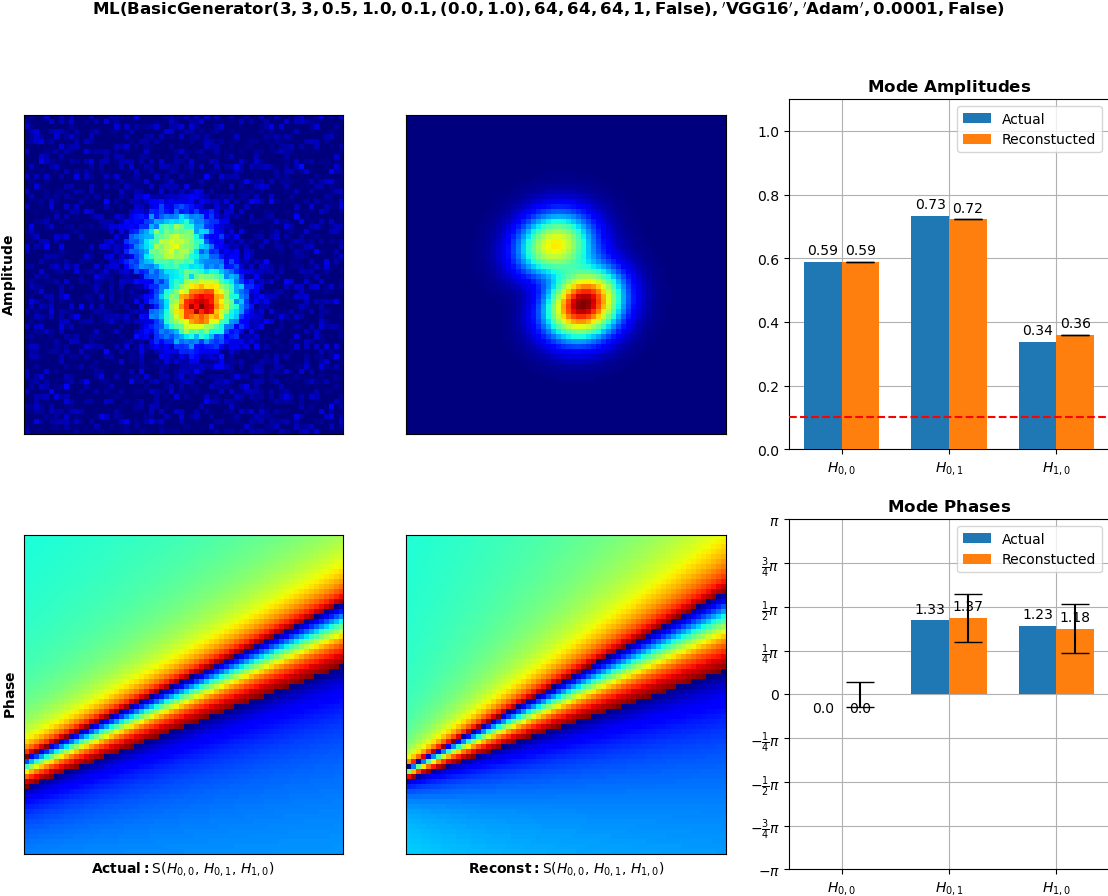 ML(BasicGenerator(3, 3, 0.5, 1.0, 0.1, (0.0, 1.0), 64, 64, 64, 1, False), ′VGG16′, ′Adam′, 0.0001, False)
Amplitude
Mode Amplitudes
Actual
Reconstucted
1.0
0.8
0.6
0.4
0.2
0.0
0.59
0.59
0.73
0.72
0.34
0.36
H0,0
H0,1
H1,0
Phase
Actual: S(H0,0, H0,1, H1,0)
Reconst: S(H0,0, H0,1, H1,0)
Mode Phases
Actual
Reconstucted
π
3/4π
1/2π
1/4π
0
−1/4π
−1/2π
−3/4π
−π
0.0
0.0
1.33
1.37
1.23
1.18
H0,0
H0,1
H1,0